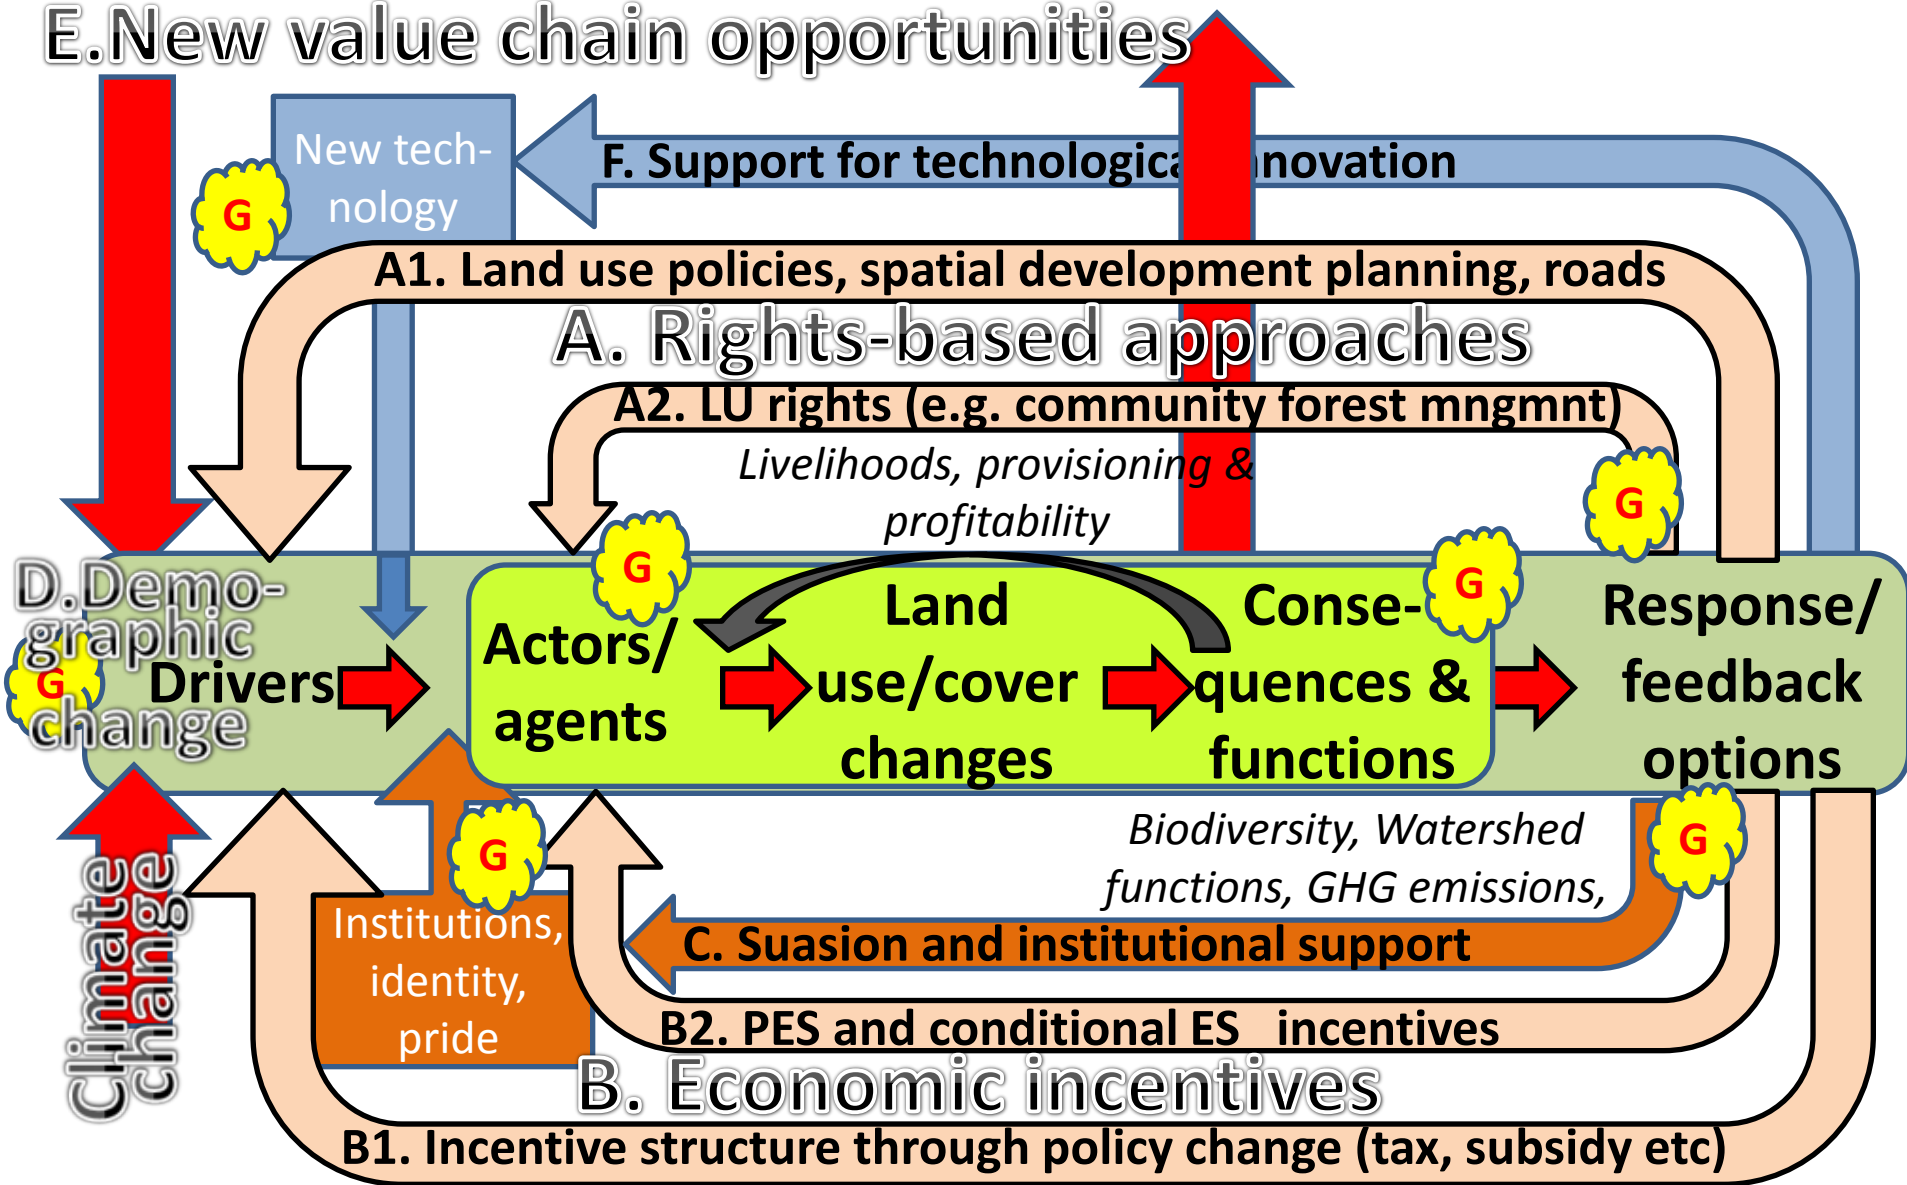 E.New value chain opportunities
New tech-
nology
F. Support for technologica nnovation
G
A1. Land use policies, spatial development planning, roads
A. Rights-based approaches
A2. LU rights (e.g. community forest mngmnt)
Livelihoods, provisioning &
profitability
G
G
G
D.Demo-
graphic
change
G
Drivers
Actors/
agents
Land
use/cover
changes
Conse-
quences &
functions
Response/
feedback
options
Climate
change
G
G
Biodiversity, Watershed
functions, GHG emissions,
Institutions,
identity,
pride
C. Suasion and institutional support
B2. PES and conditional ES incentives
B. Economic incentives
B1. Incentive structure through policy change (tax, subsidy etc)